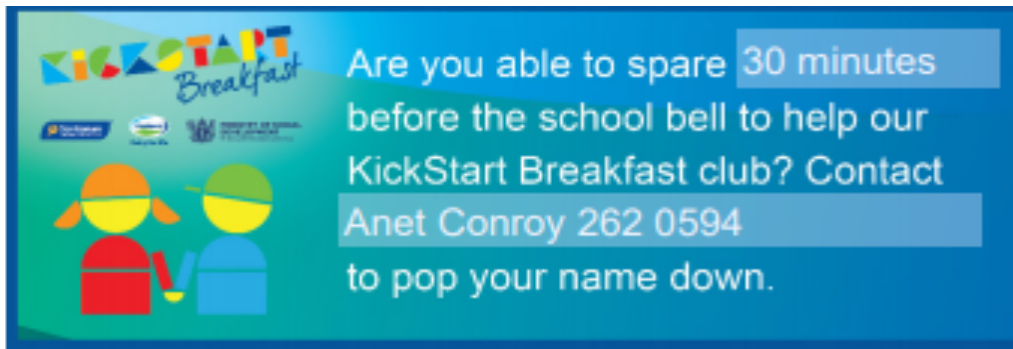 KICKSTART
Breakfast
Are you able to spare 30 minutes
before the school bell to help our
KickStart Breakfast club? Contact
Anet Conroy 262 0594
to pop your name down.